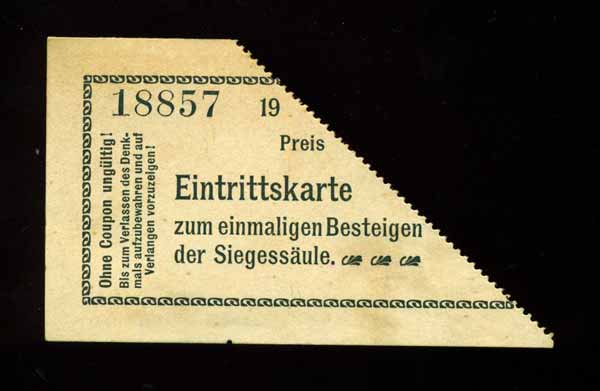 18857 19
Preis
Eintrittskarte
zum einmaligen Besteigen
der Siegessäule.
Ohne Coupon ungültig!
Bis zum Verlassen des Denk-
mals aufzubewahren und auf
Verlangen vorzuzeigen!